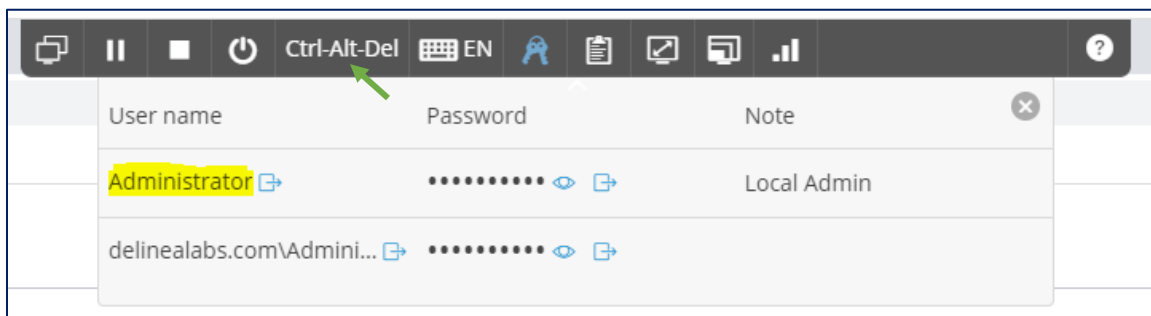 Ctrl-Alt-Del EN ?
User name Password Note
Administrator •••••••••• Local Admin
delinealabs.com\Admini... ••••••••••